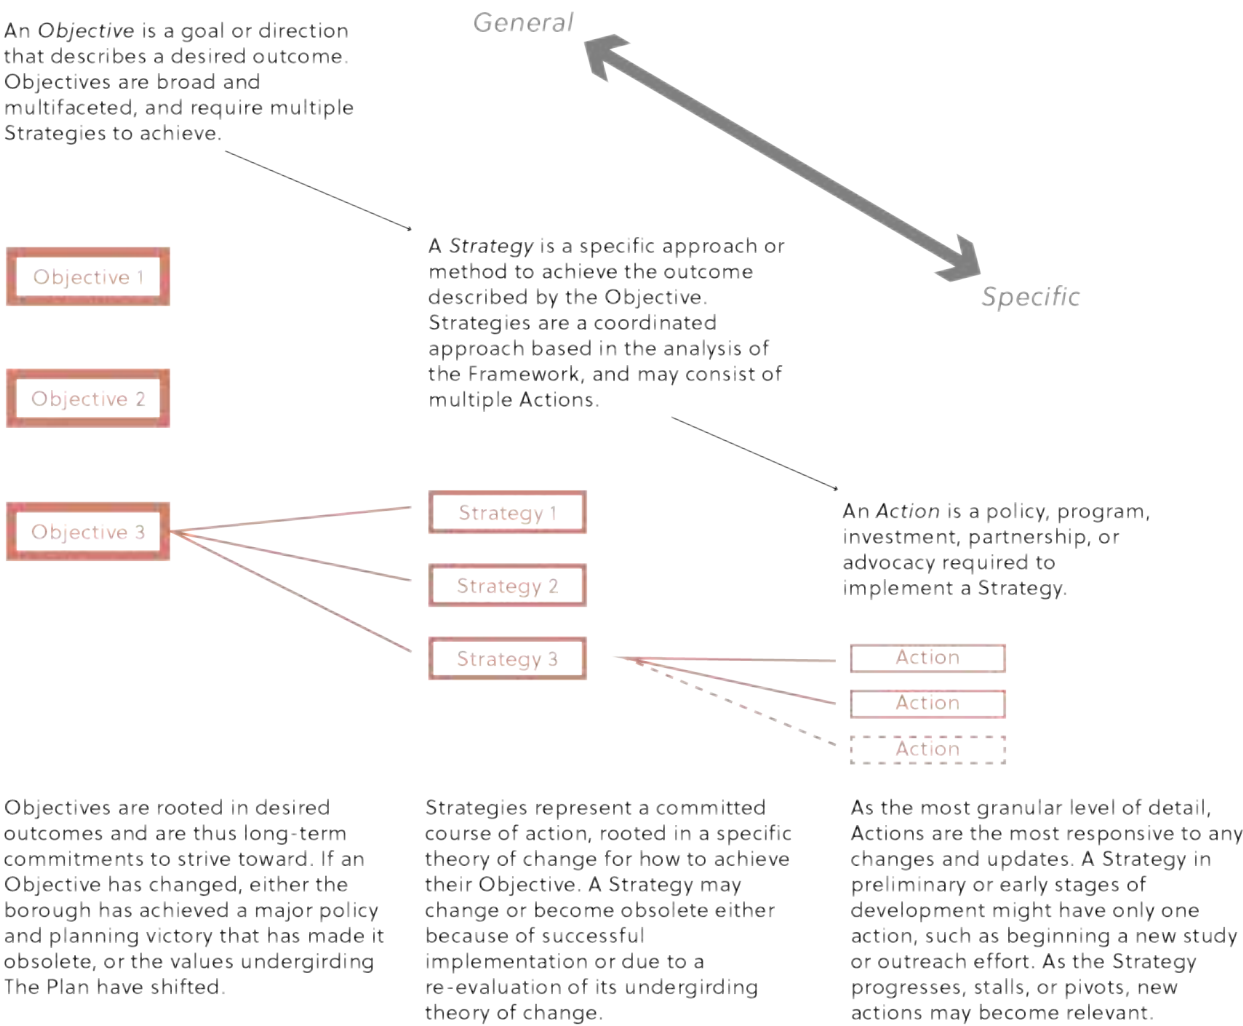 General
An Objective is a goal or direction
that describes a desired outcome.
Objectives are broad and
multifaceted, and require multiple
Strategies to achieve.
A Strategy is a specific approach or
method to achieve the outcome
described by the Objective.
Strategies are a coordinated
approach based in the analysis of
the Framework, and may consist of
multiple Actions.
Specific
Objective 1
Objective 2
Objective 3
Strategy 1
Strategy 2
Strategy 3
An Action is a policy, program,
investment, partnership, or
advocacy required to
implement a Strategy.
Action
Action
Action
Objectives are rooted in desired
outcomes and are thus long-term
commitments to strive toward. If an
Objective has changed, either the
borough has achieved a major policy
and planning victory that has made it
obsolete, or the values undergirding
The Plan have shifted.
Strategies represent a committed
course of action, rooted in a specific
theory of change for how to achieve
their Objective. A Strategy may
change or become obsolete either
because of successful
implementation or due to a
re-evaluation of its undergirding
theory of change.
As the most granular level of detail,
Actions are the most responsive to any
changes and updates. A Strategy in
preliminary or early stages of
development might have only one
action, such as beginning a new study
or outreach effort. As the Strategy
progresses, stalls, or pivots, new
actions may become relevant.